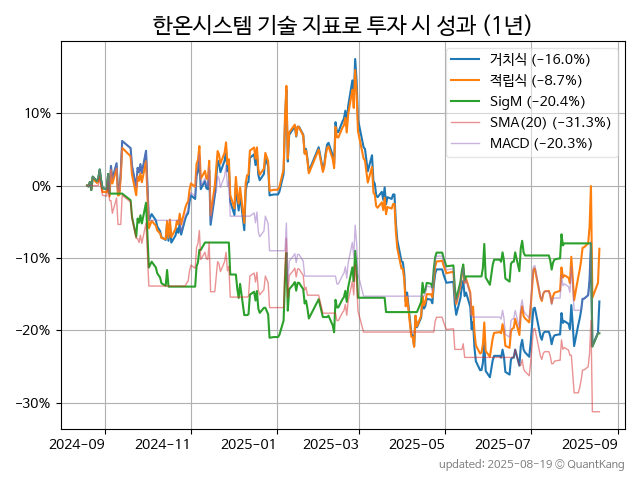 한온시스템 기술 지표로 투자 시 성과 (1년)
거치식 (−16.0%)
적립식 (−8.7%)
SigM (−20.4%)
SMA(20) (−31.3%)
MACD (−20.3%)
10%
0%
−10%
−20%
−30%
2024-09 2024-11 2025-01 2025-03 2025-05 2025-07 2025-09
updated: 2025-08-19 © QuantKang